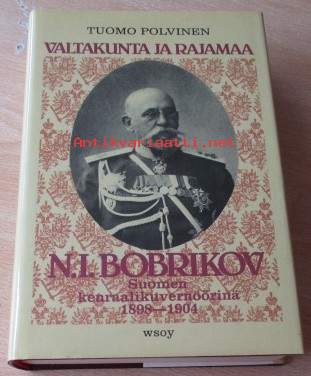 TUOMO POLVINEN
VALTAKUNTA JA RAJAMAA
Antikvariaatti.net
N.I. BOBRIKOV
Suomen
kenraalikuvernöörinä
1898—1904
wsoy